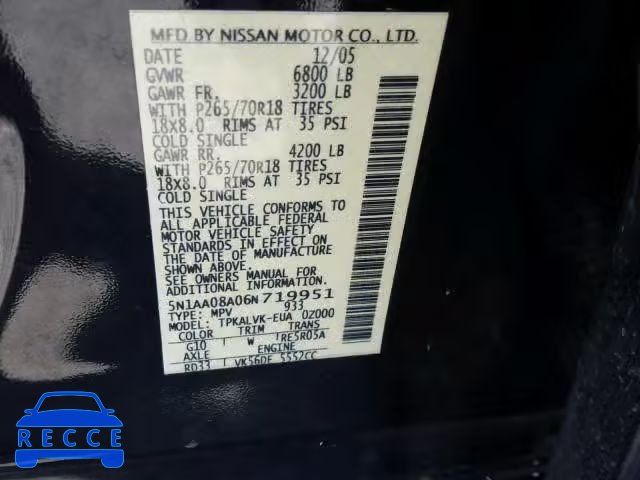 MFD BY NISSAN MOTOR CO., LTD.
DATE 12/05
GVWR 6800 LB
GAWR FR. 3200 LB
WITH P265/70R18 TIRES
18X8.0 RIMS AT 35 PSI
COLD SINGLE
GAWR RR. 4200 LB
WITH P265/70R18 TIRES
18X8.0 RIMS AT 35 PSI
COLD SINGLE
THIS VEHICLE CONFORMS TO
ALL APPLICABLE FEDERAL
MOTOR VEHICLE SAFETY
STANDARDS IN EFFECT ON
THE DATE OF MANUFACTURE
SHOWN ABOVE.
SEE OWNERS MANUAL FOR
ADDITIONAL INFORMATION.
5N1AA08A06N719951
TYPE: MPV 933
MODEL: TPKALVK-EUA 0Z000
COLOR TRIM TRANS
G10 W TRE5R05A
AXLE ENGINE
RD33 VK56DE 5552CC
RECCE